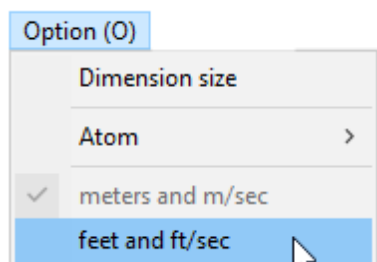 Option (O)
Dimension size
Atom
meters and m/sec
feet and ft/sec